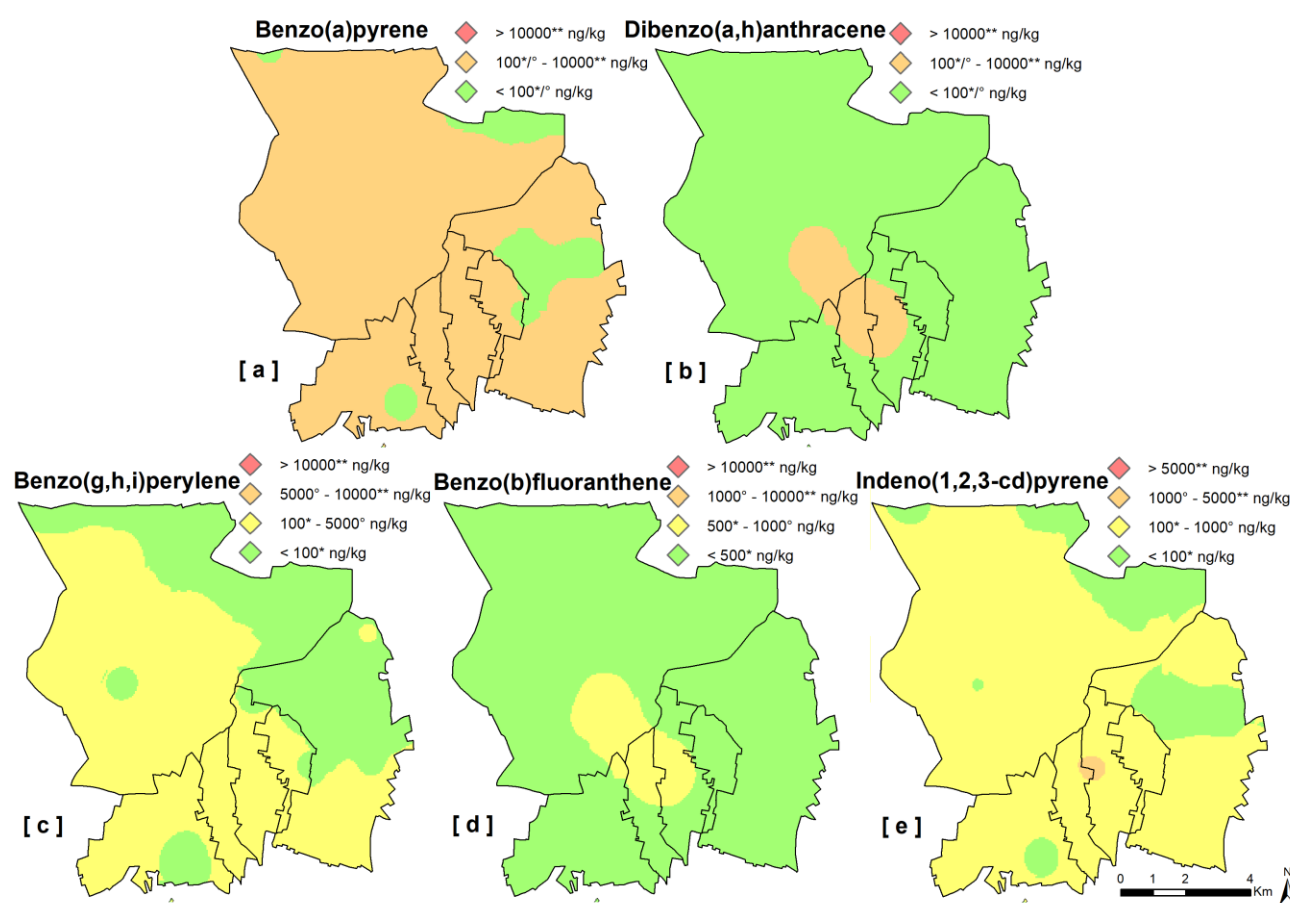 Benzo(a)pyrene
> 10000** ng/kg
100*/° - 10000** ng/kg
< 100*/° ng/kg
[ a ]
Dibenzo(a,h)anthracene
> 10000** ng/kg
100*/° - 10000** ng/kg
< 100*/° ng/kg
[ b ]
Benzo(g,h,i)perylene
> 10000** ng/kg
5000° - 10000** ng/kg
100* - 5000° ng/kg
< 100* ng/kg
[ c ]
Benzo(b)fluoranthene
> 10000** ng/kg
1000° - 10000** ng/kg
500* - 1000° ng/kg
< 500* ng/kg
[ d ]
Indeno(1,2,3-cd)pyrene
> 5000** ng/kg
1000° - 5000** ng/kg
100* - 1000° ng/kg
< 100* ng/kg
[ e ]
0 1 2 4
Km
N